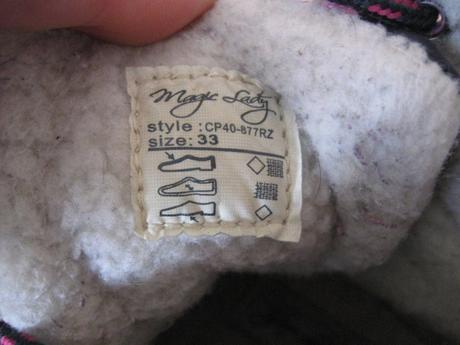 Magic Lady
style : CP40-877RZ
size: 33